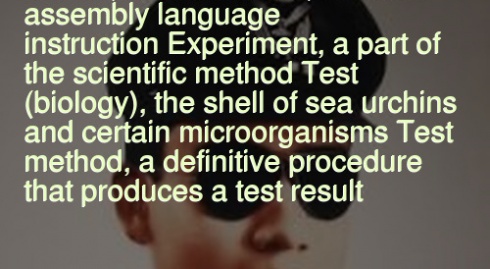 assembly language
instruction Experiment, a part of
the scientific method Test
(biology), the shell of sea urchins
and certain microorganisms Test
method, a definitive procedure
that produces a test result